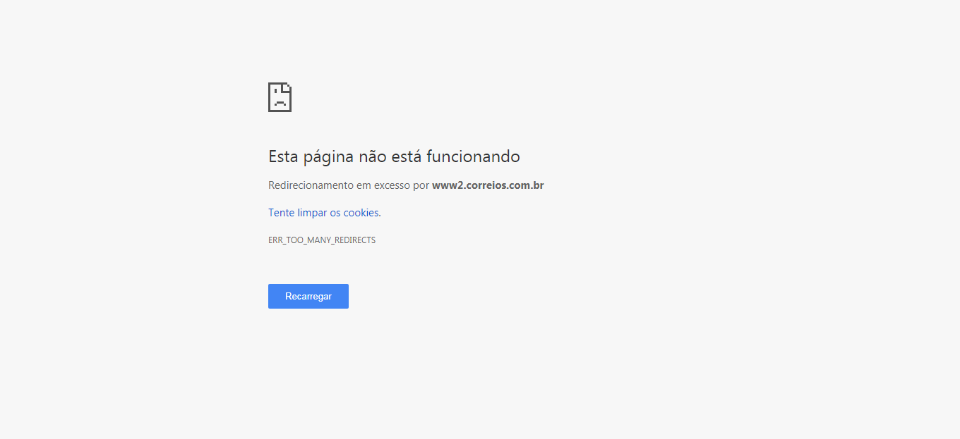 Esta página não está funcionando
Redirecionamento em excesso por www2.correios.com.br
Tente limpar os cookies.
ERR_TOO_MANY_REDIRECTS
Recarregar